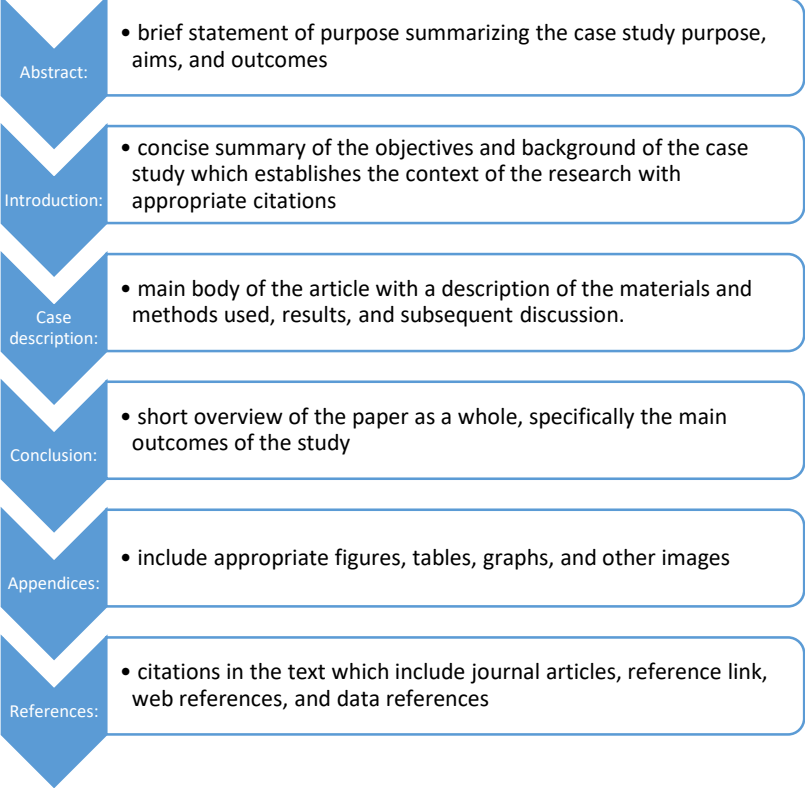 Abstract:
• brief statement of purpose summarizing the case study purpose,
aims, and outcomes
Introduction:
• concise summary of the objectives and background of the case
study which establishes the context of the research with
appropriate citations
Case
description:
• main body of the article with a description of the materials and
methods used, results, and subsequent discussion.
Conclusion:
• short overview of the paper as a whole, specifically the main
outcomes of the study
Appendices:
• include appropriate figures, tables, graphs, and other images
References:
• citations in the text which include journal articles, reference link,
web references, and data references